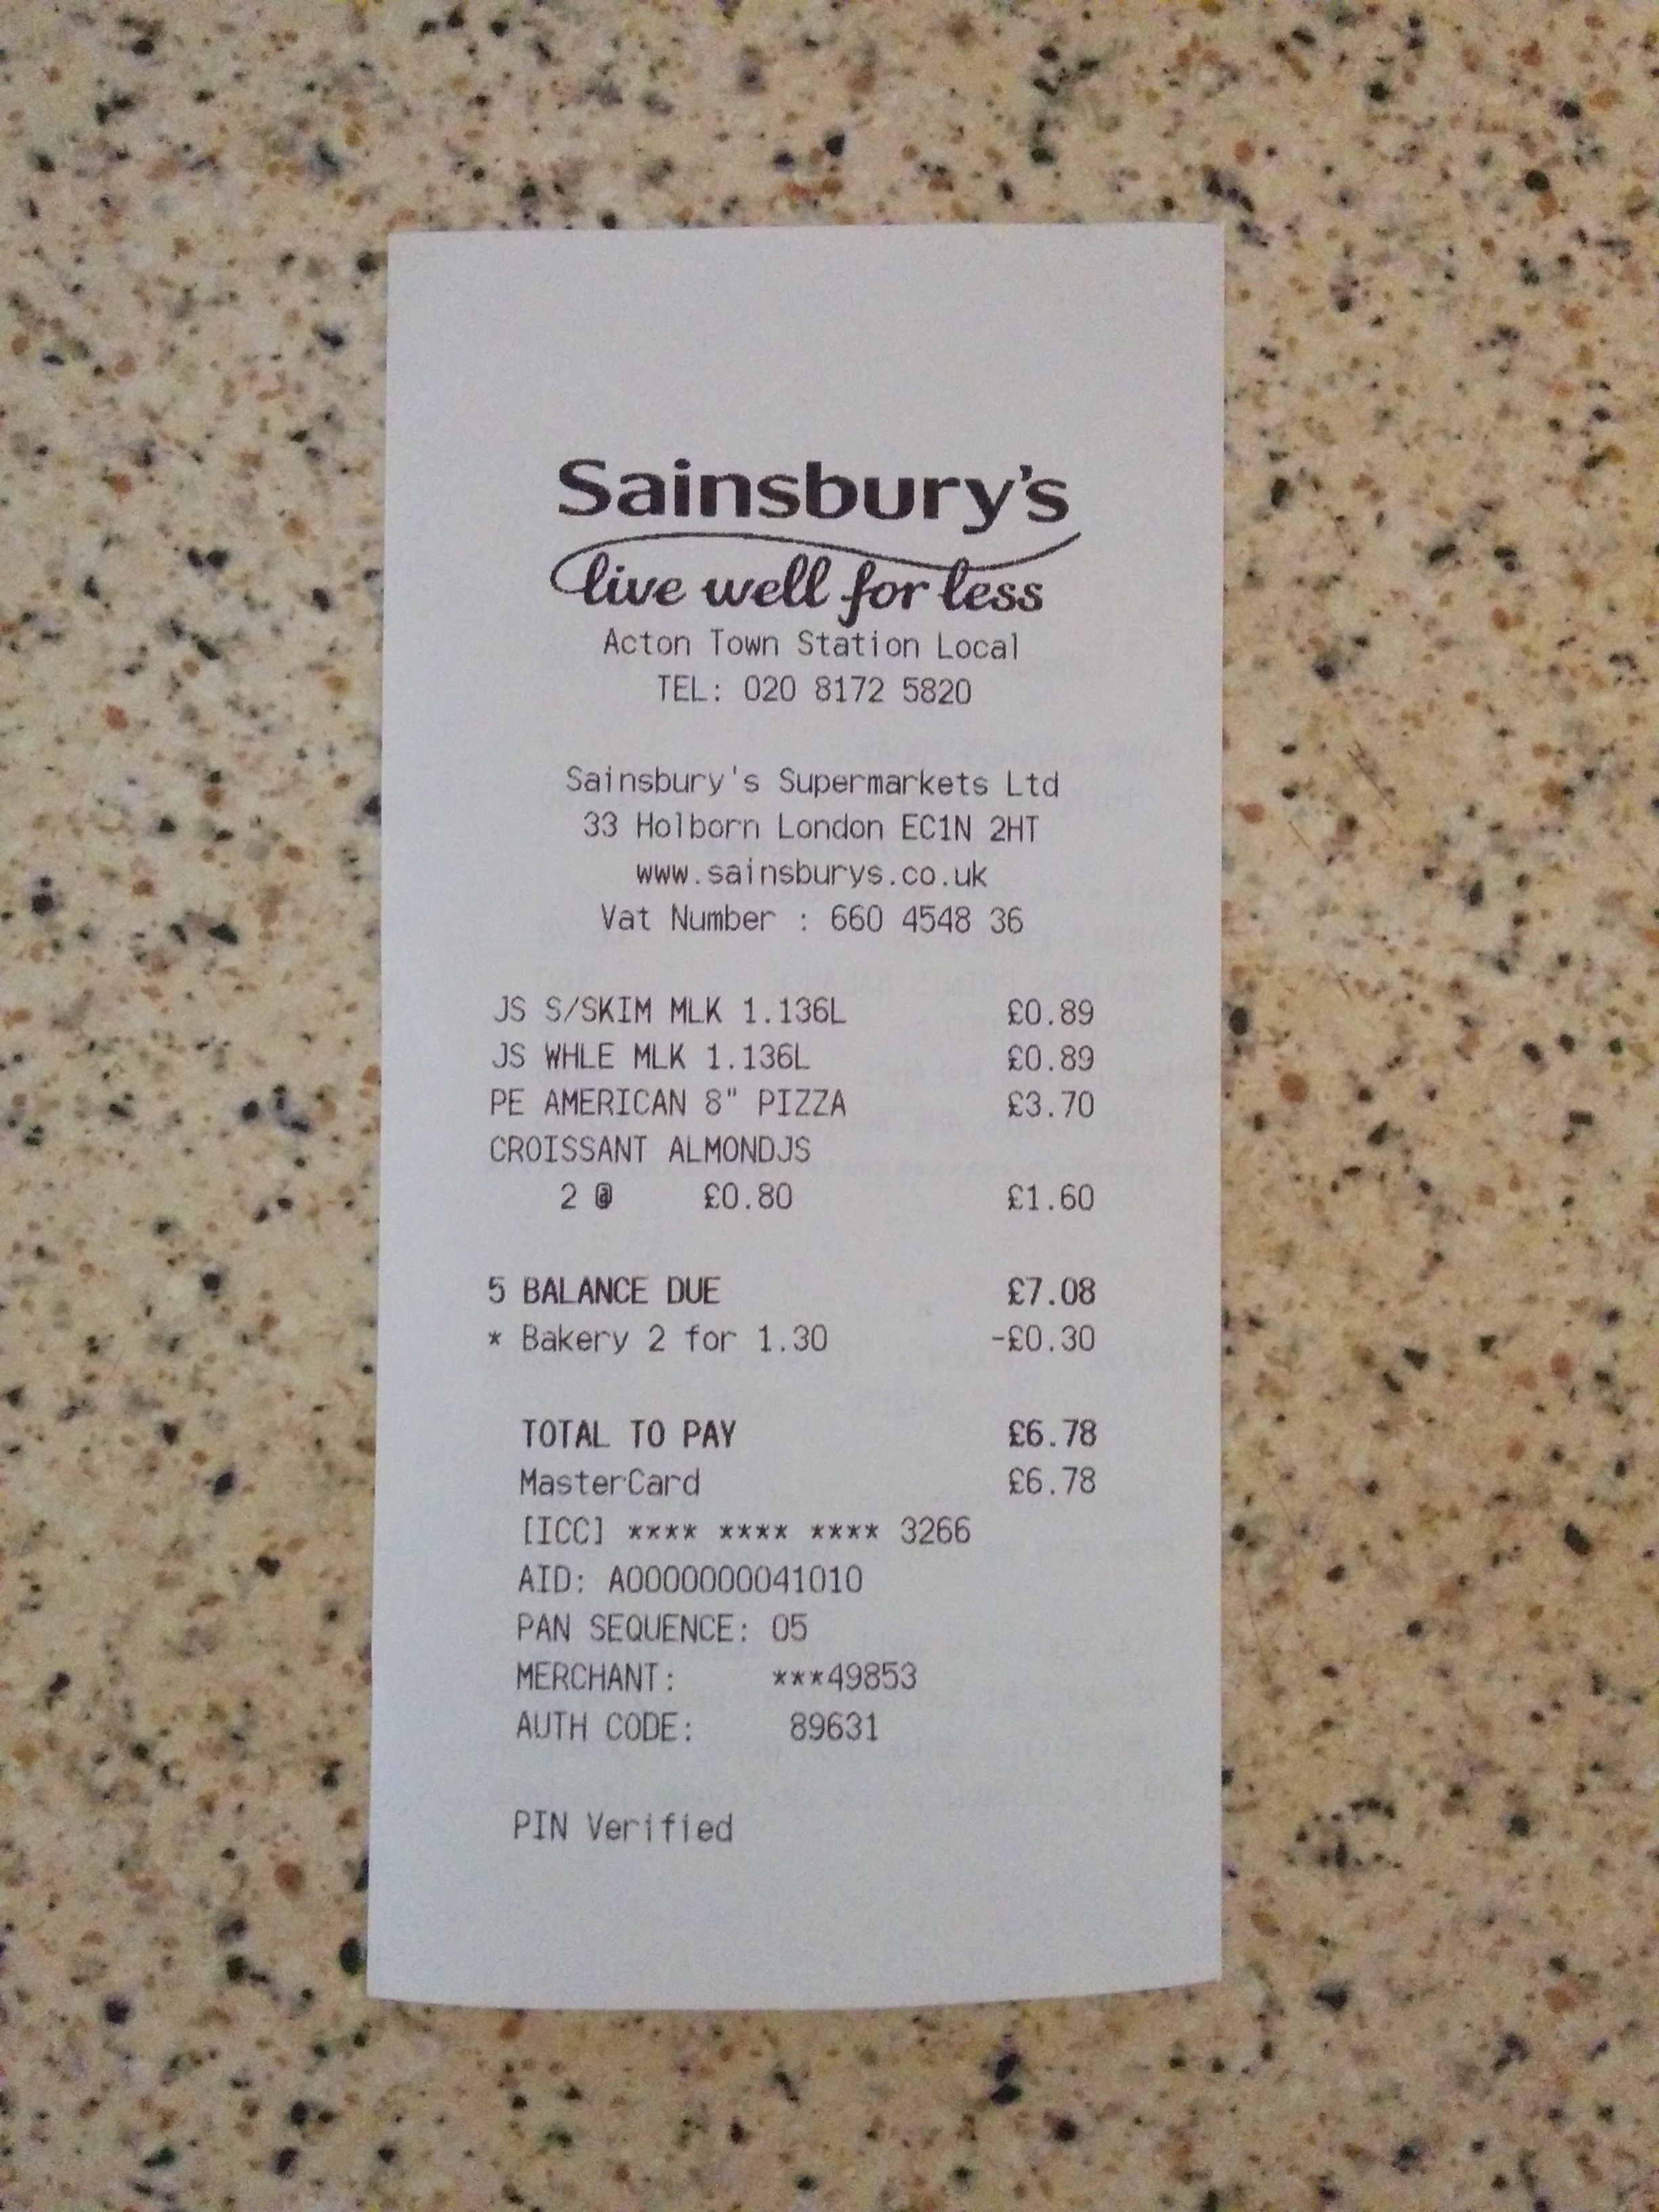 Sainsbury's
live well for less
Acton Town Station Local
TEL: 020 8172 5820
Sainsbury's Supermarkets Ltd
33 Holborn London EC1N 2HT
www.sainsburys.co.uk
Vat Number : 660 4548 36
JS S/SKIM MLK 1.136L £0.89
JS WHLE MLK 1.136L £0.89
PE AMERICAN 8" PIZZA £3.70
CROISSANT ALMONDJS
2 @ £0.80 £1.60
5 BALANCE DUE £7.08
* Bakery 2 for 1.30 -£0.30
TOTAL TO PAY £6.78
MasterCard £6.78
[ICC] **** **** **** 3266
AID: A0000000041010
PAN SEQUENCE: 05
MERCHANT: ***49853
AUTH CODE: 89631
PIN Verified